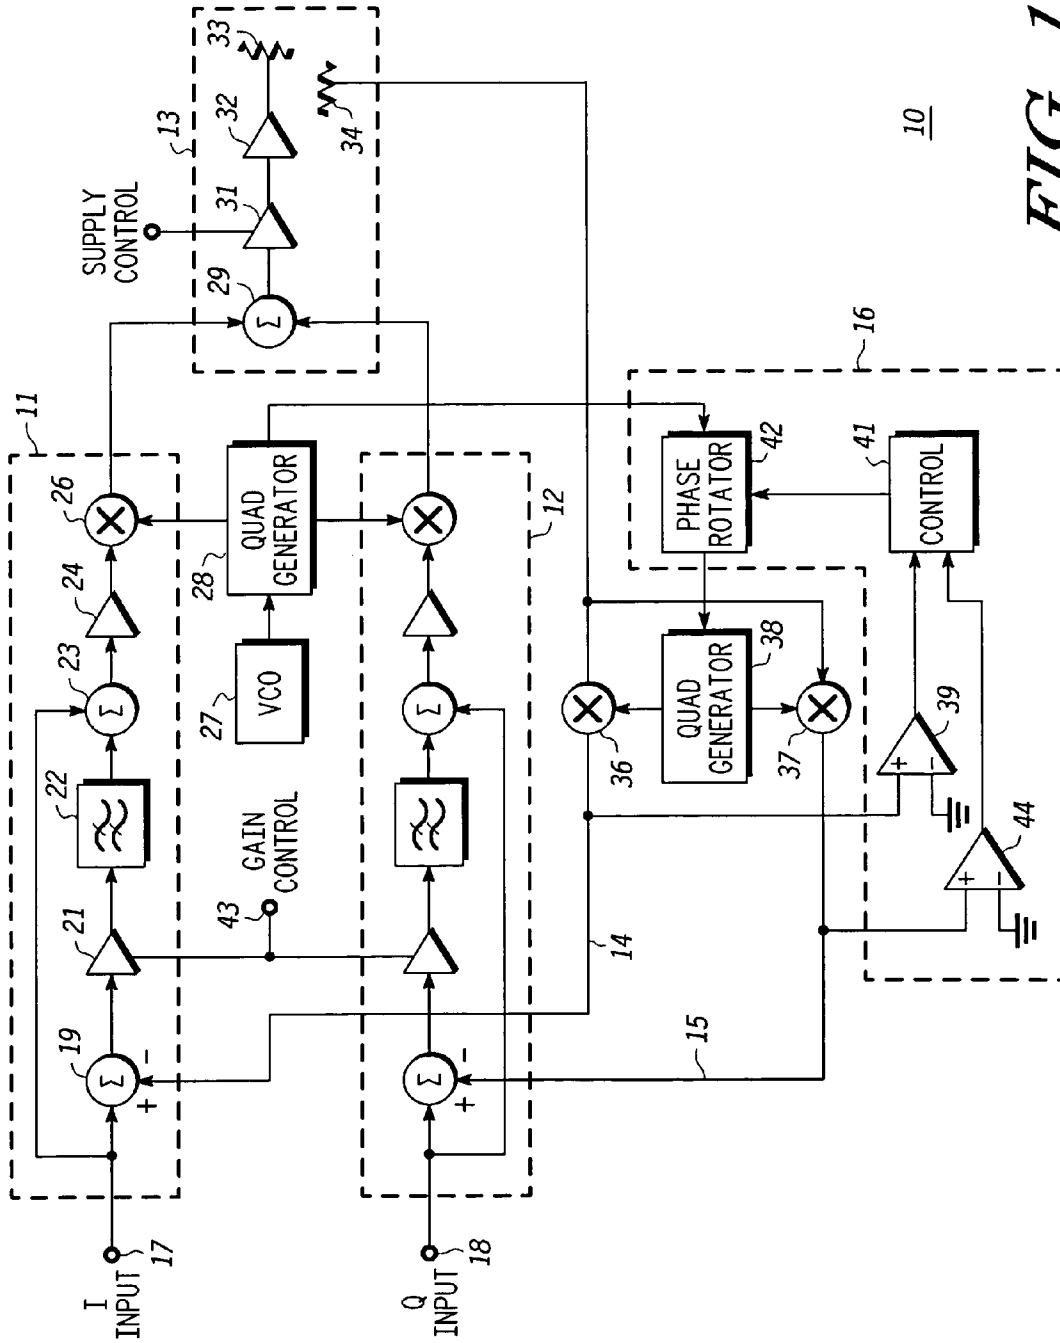 I
INPUT
17
11
19
+
−
21
22
23
24
26
Σ
Σ
GAIN
CONTROL
43
VCO
27
QUAD
GENERATOR
28
SUPPLY
CONTROL
13
29
Σ
31
32
33
34
Q
INPUT
18
12
Σ
+
−
Σ
14
15
36
QUAD
GENERATOR
38
37
PHASE
ROTATOR
42
16
CONTROL
41
+
−
39
+
−
44
10
FIG. 1